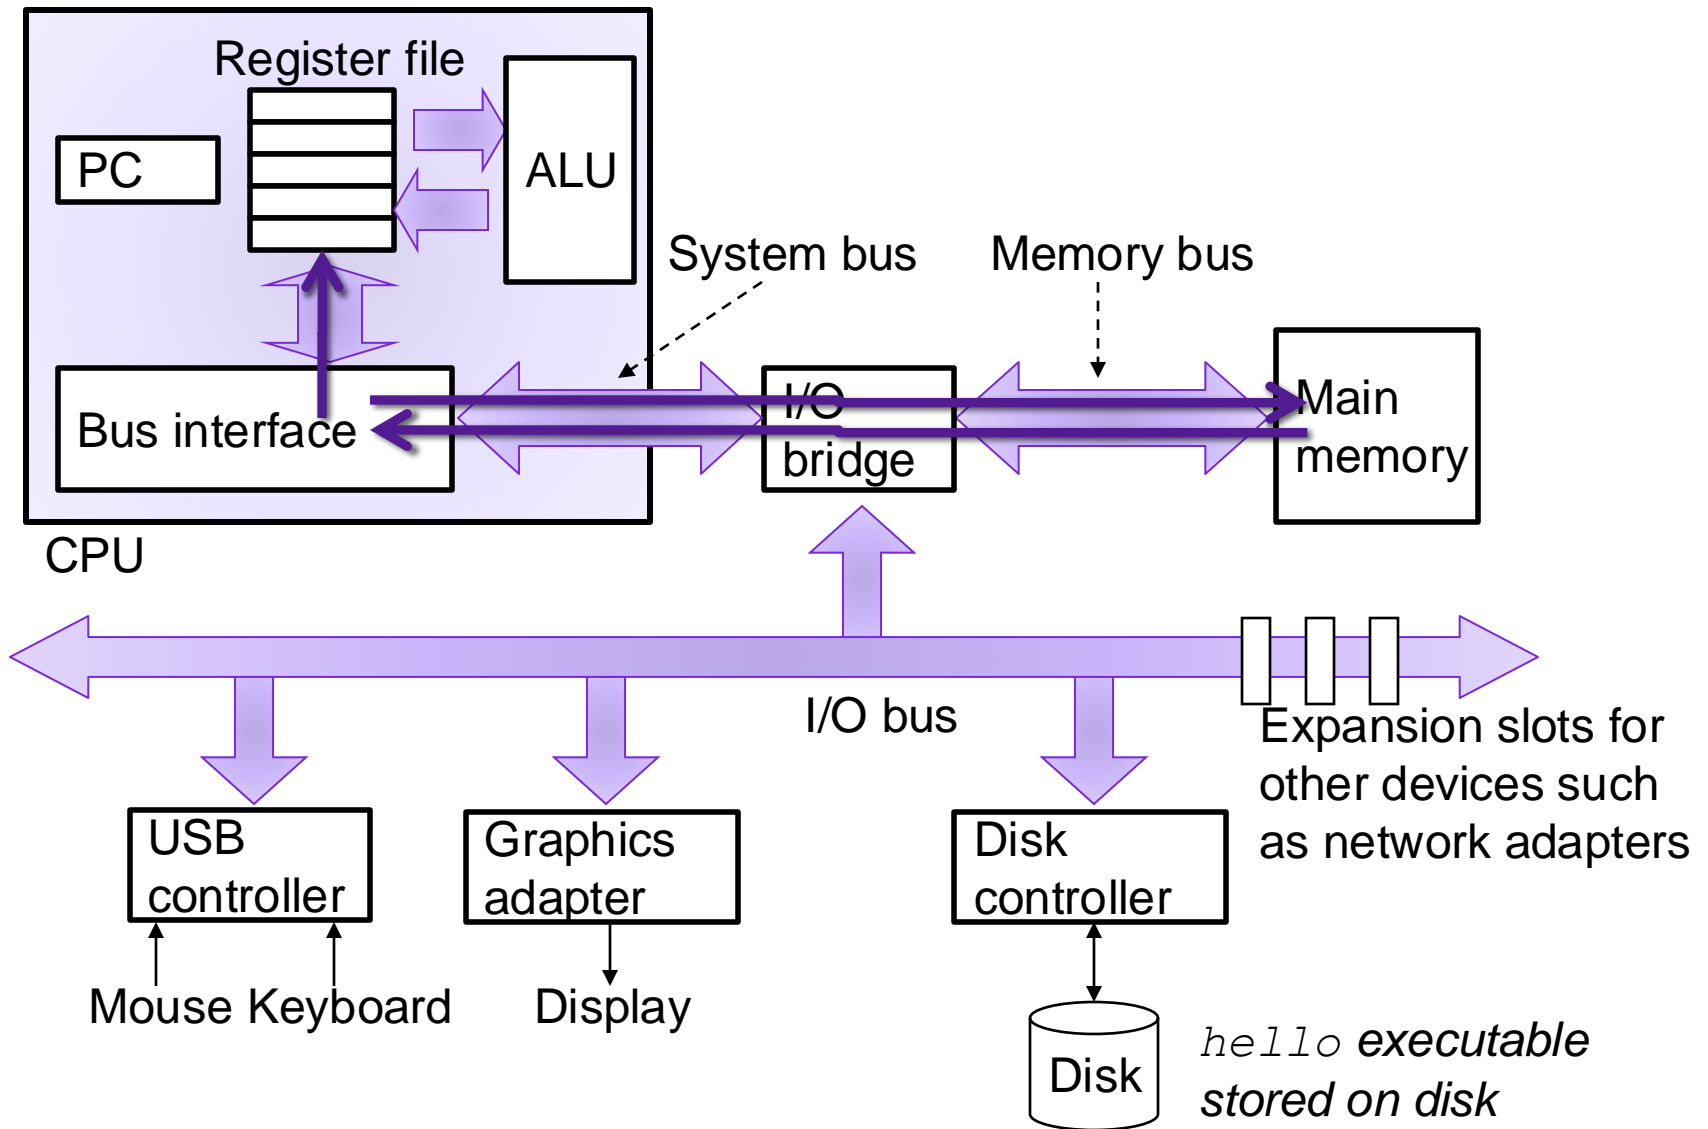 Register file
PC
ALU
System bus
Memory bus
Bus interface
I/O
bridge
Main
memory
CPU
I/O bus
Expansion slots for
other devices such
as network adapters
USB
controller
Graphics
adapter
Disk
controller
Mouse Keyboard
Display
Disk
hello executable
stored on disk